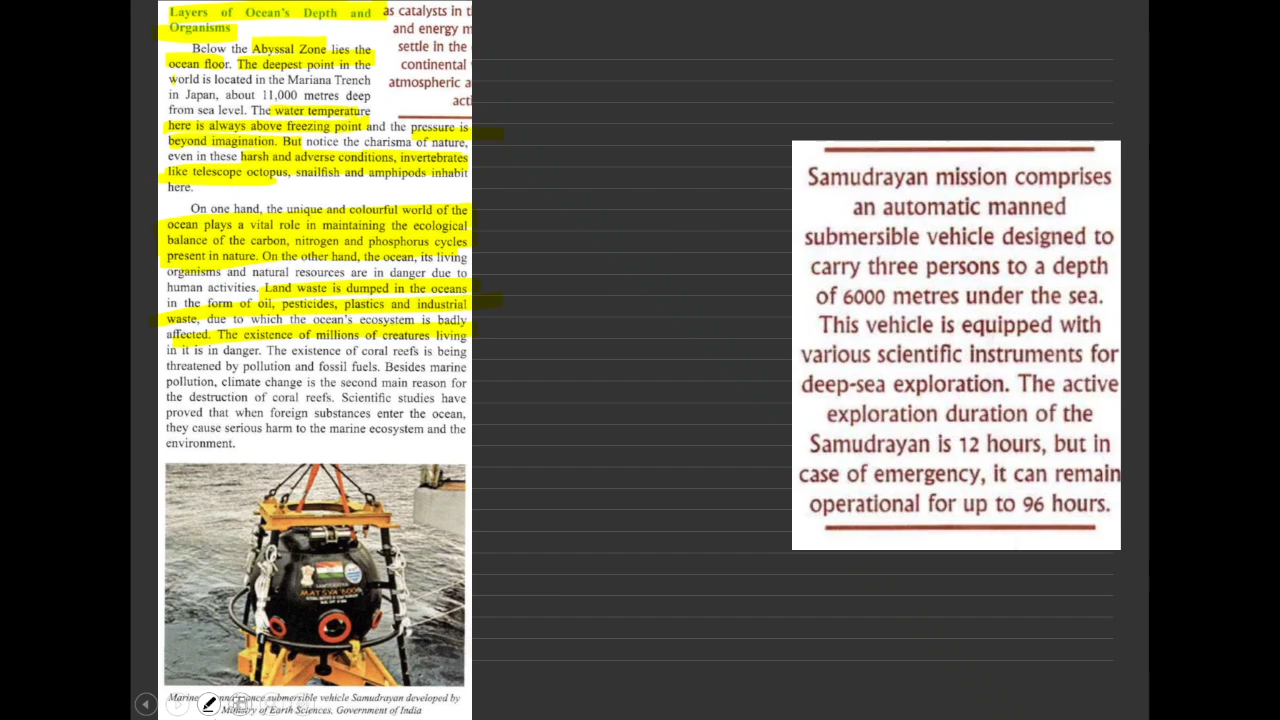 Layers of Ocean's Depth and
Organisms
Below the Abyssal Zone lies the
ocean floor. The deepest point in the
world is located in the Mariana Trench
in Japan, about 11,000 metres deep
from sea level. The water temperature
here is always above freezing point and the pressure is
beyond imagination. But notice the charisma of nature,
even in these harsh and adverse conditions, invertebrates
like telescope octopus, snailfish and amphipods inhabit
here.
On one hand, the unique and colourful world of the
ocean plays a vital role in maintaining the ecological
balance of the carbon, nitrogen and phosphorus cycles
present in nature. On the other hand, the ocean, its living
organisms and natural resources are in danger due to
human activities. Land waste is dumped in the oceans
in the form of oil, pesticides, plastics and industrial
waste, due to which the ocean's ecosystem is badly
affected. The existence of millions of creatures living
in it is in danger. The existence of coral reefs is being
threatened by pollution and fossil fuels. Besides marine
pollution, climate change is the second main reason for
the destruction of coral reefs. Scientific studies have
proved that when foreign substances enter the ocean,
they cause serious harm to the marine ecosystem and the
environment.
MATSYA 6000
Marine submersible vehicle Samudrayan developed by
Ministry of Earth Sciences, Government of India
as catalysts in t
and energy m
settle in the
continental
atmospheric a
acti
Samudrayan mission comprises
an automatic manned
submersible vehicle designed to
carry three persons to a depth
of 6000 metres under the sea.
This vehicle is equipped with
various scientific instruments for
deep-sea exploration. The active
exploration duration of the
Samudrayan is 12 hours, but in
case of emergency, it can remain
operational for up to 96 hours.